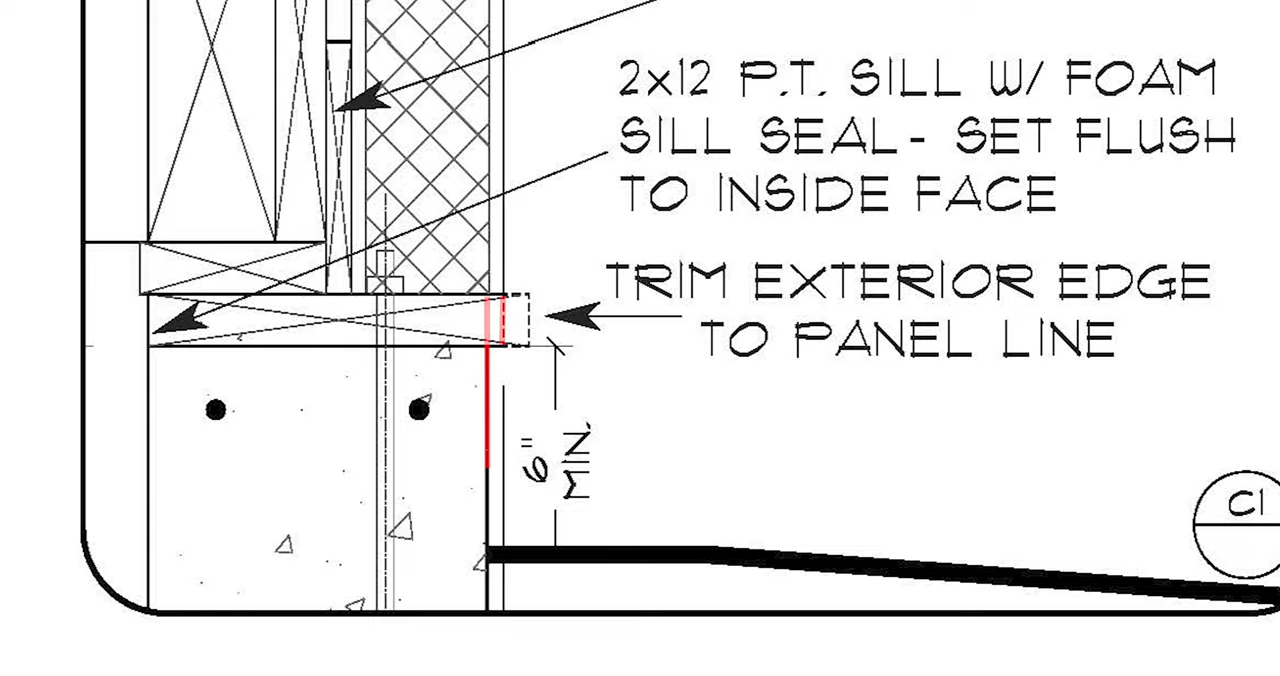 2x12 P.T. SILL W/ FOAM
SILL SEAL- SET FLUSH
TO INSIDE FACE
TRIM EXTERIOR EDGE
TO PANEL LINE
6"
MIN.
C1